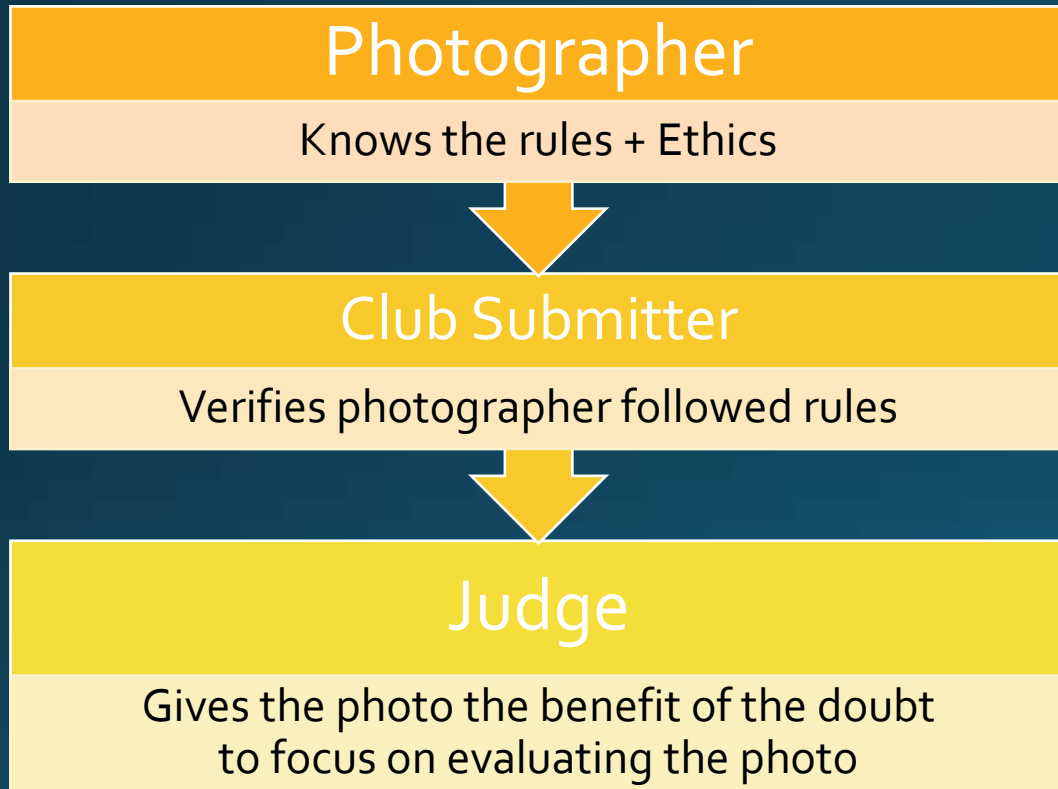 Photographer
Knows the rules + Ethics
Club Submitter
Verifies photographer followed rules
Judge
Gives the photo the benefit of the doubt
to focus on evaluating the photo